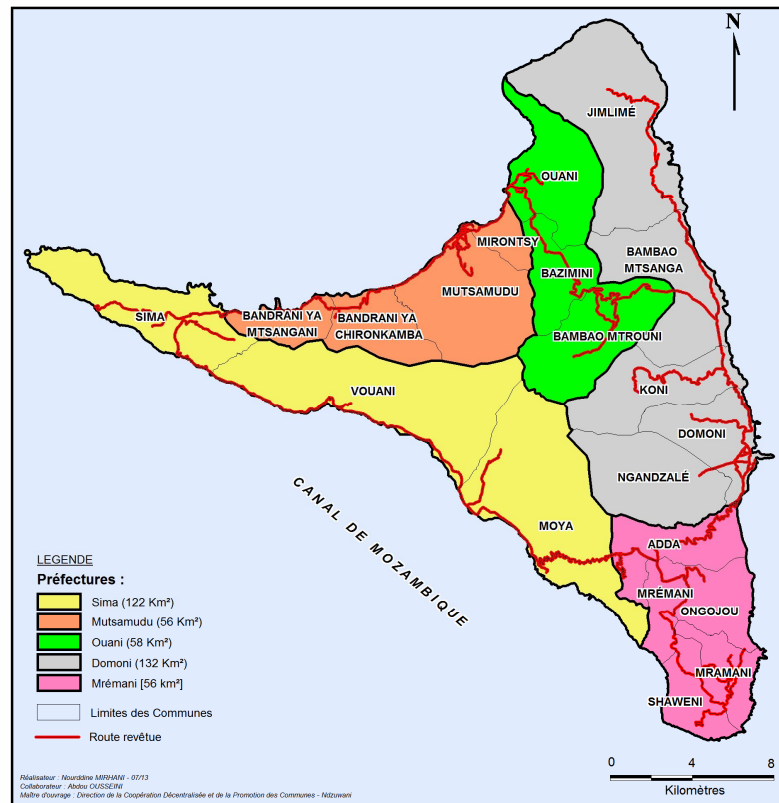 N
JIMLIMÉ
OUANI
MIRONTSY
BAMBAO
MTSANGA
BAZIMINI
MUTSAMUDU
SIMA
BANDRANI YA
MTSANGANI
BANDRANI YA
CHIRONKAMBA
BAMBAO MTROUNI
VOUANI
KONI
DOMONI
NGANDZALÉ
CANAL DE MOZAMBIQUE
MOYA
ADDA
MRÉMANI
ONGOJOU
MRAMANI
SHAWENI
LEGENDE
Préfectures :
Sima (122 Km²)
Mutsamudu (56 Km²)
Ouani (58 Km²)
Domoni (132 Km²)
Mrémani [56 km²]
Limites des Communes
Route revêtue
Réalisateur : Nourddine MIRHANI - 07/13
Collaborateur : Abdou OUSSEINI
Maître d'ouvrage : Direction de la Coopération Décentralisée et de la Promotion des Communes - Ndzuwani
0 4 8
Kilomètres